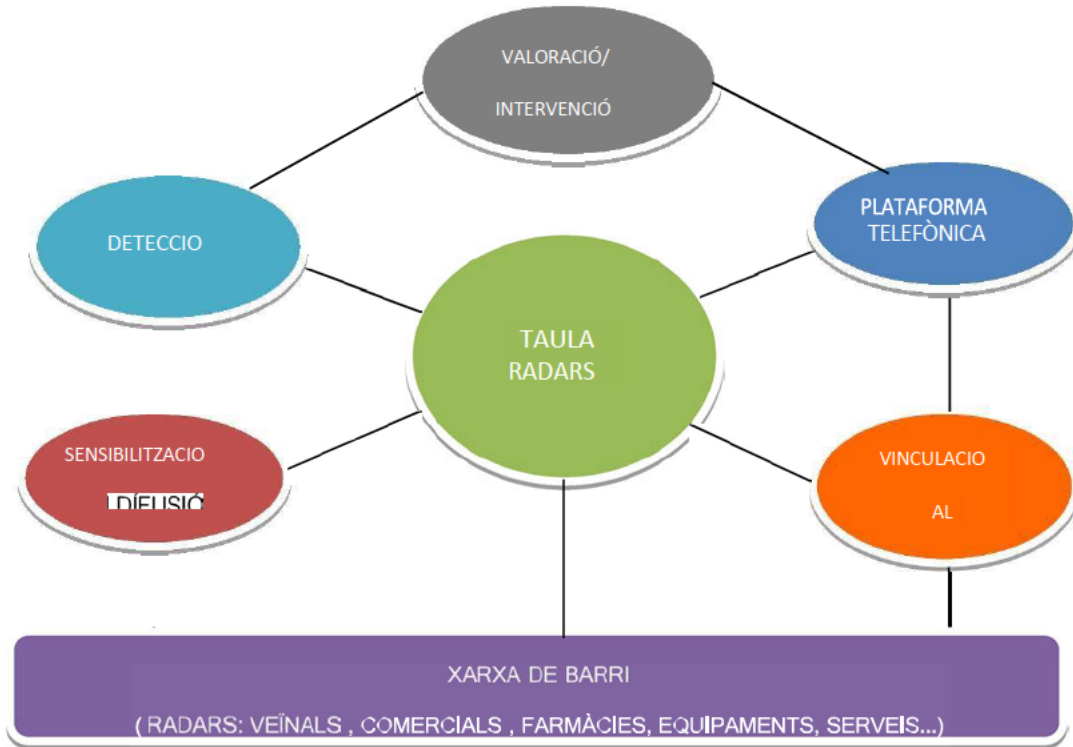 VALORACIÓ/
INTERVENCIÓ
DETECCIO
PLATAFORMA
TELEFÒNICA
TAULA
RADARS
SENSIBILITZACIO
I DIFUSIÓ
VINCULACIO
AL
XARXA DE BARRI
( RADARS: VEÏNALS , COMERCIALS , FARMÀCIES, EQUIPAMENTS, SERVEIS...)